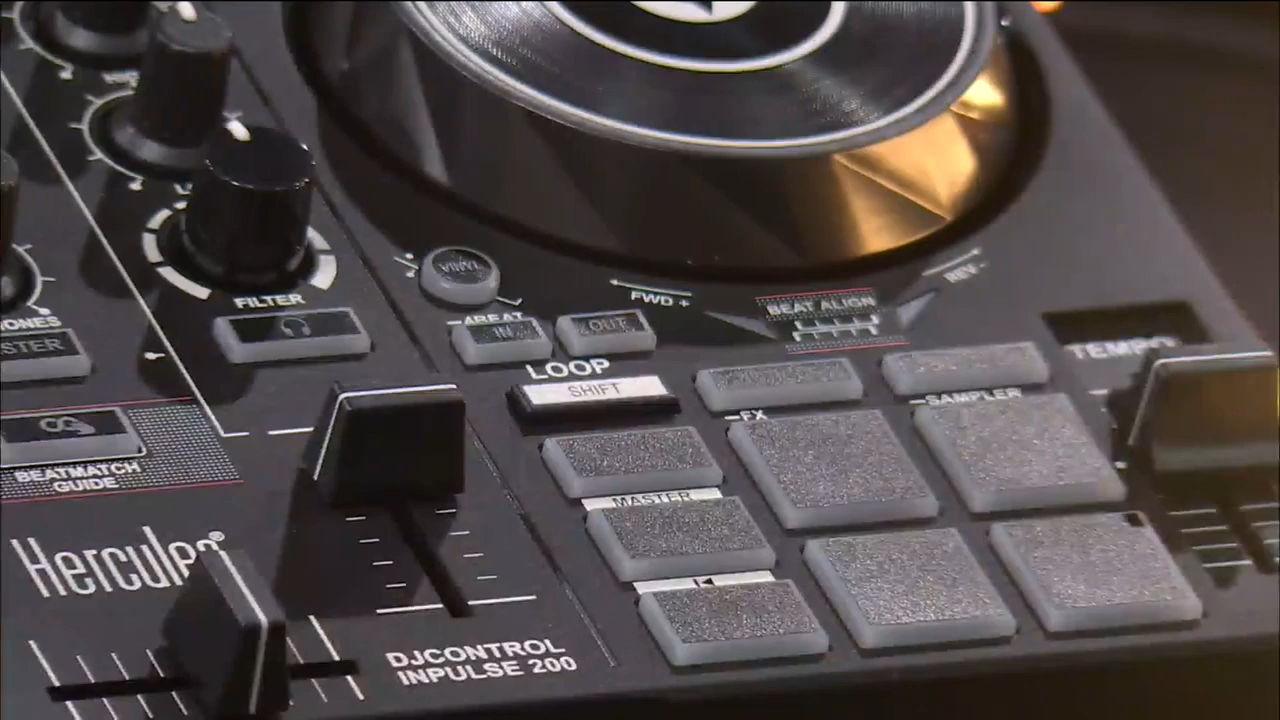 FILTER
FWD +
REV -
BEAT ALIGN
4BEAT
IN
OUT
LOOP
SHIFT
TEMPO
FX
SAMPLER
MASTER
BEATMATCH
GUIDE
Hercules®
DJCONTROL
INPULSE 200